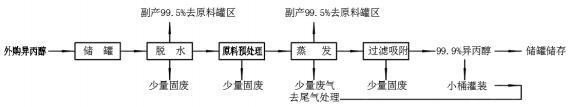 副产99.5%去原料罐区
副产99.5%去原料罐区
外购异丙醇
储罐
脱水
原料预处理
蒸发
过滤吸附
99.9%异丙醇
储罐储存
少量固废
少量固废
少量废气
去尾气处理
少量固废
小桶灌装